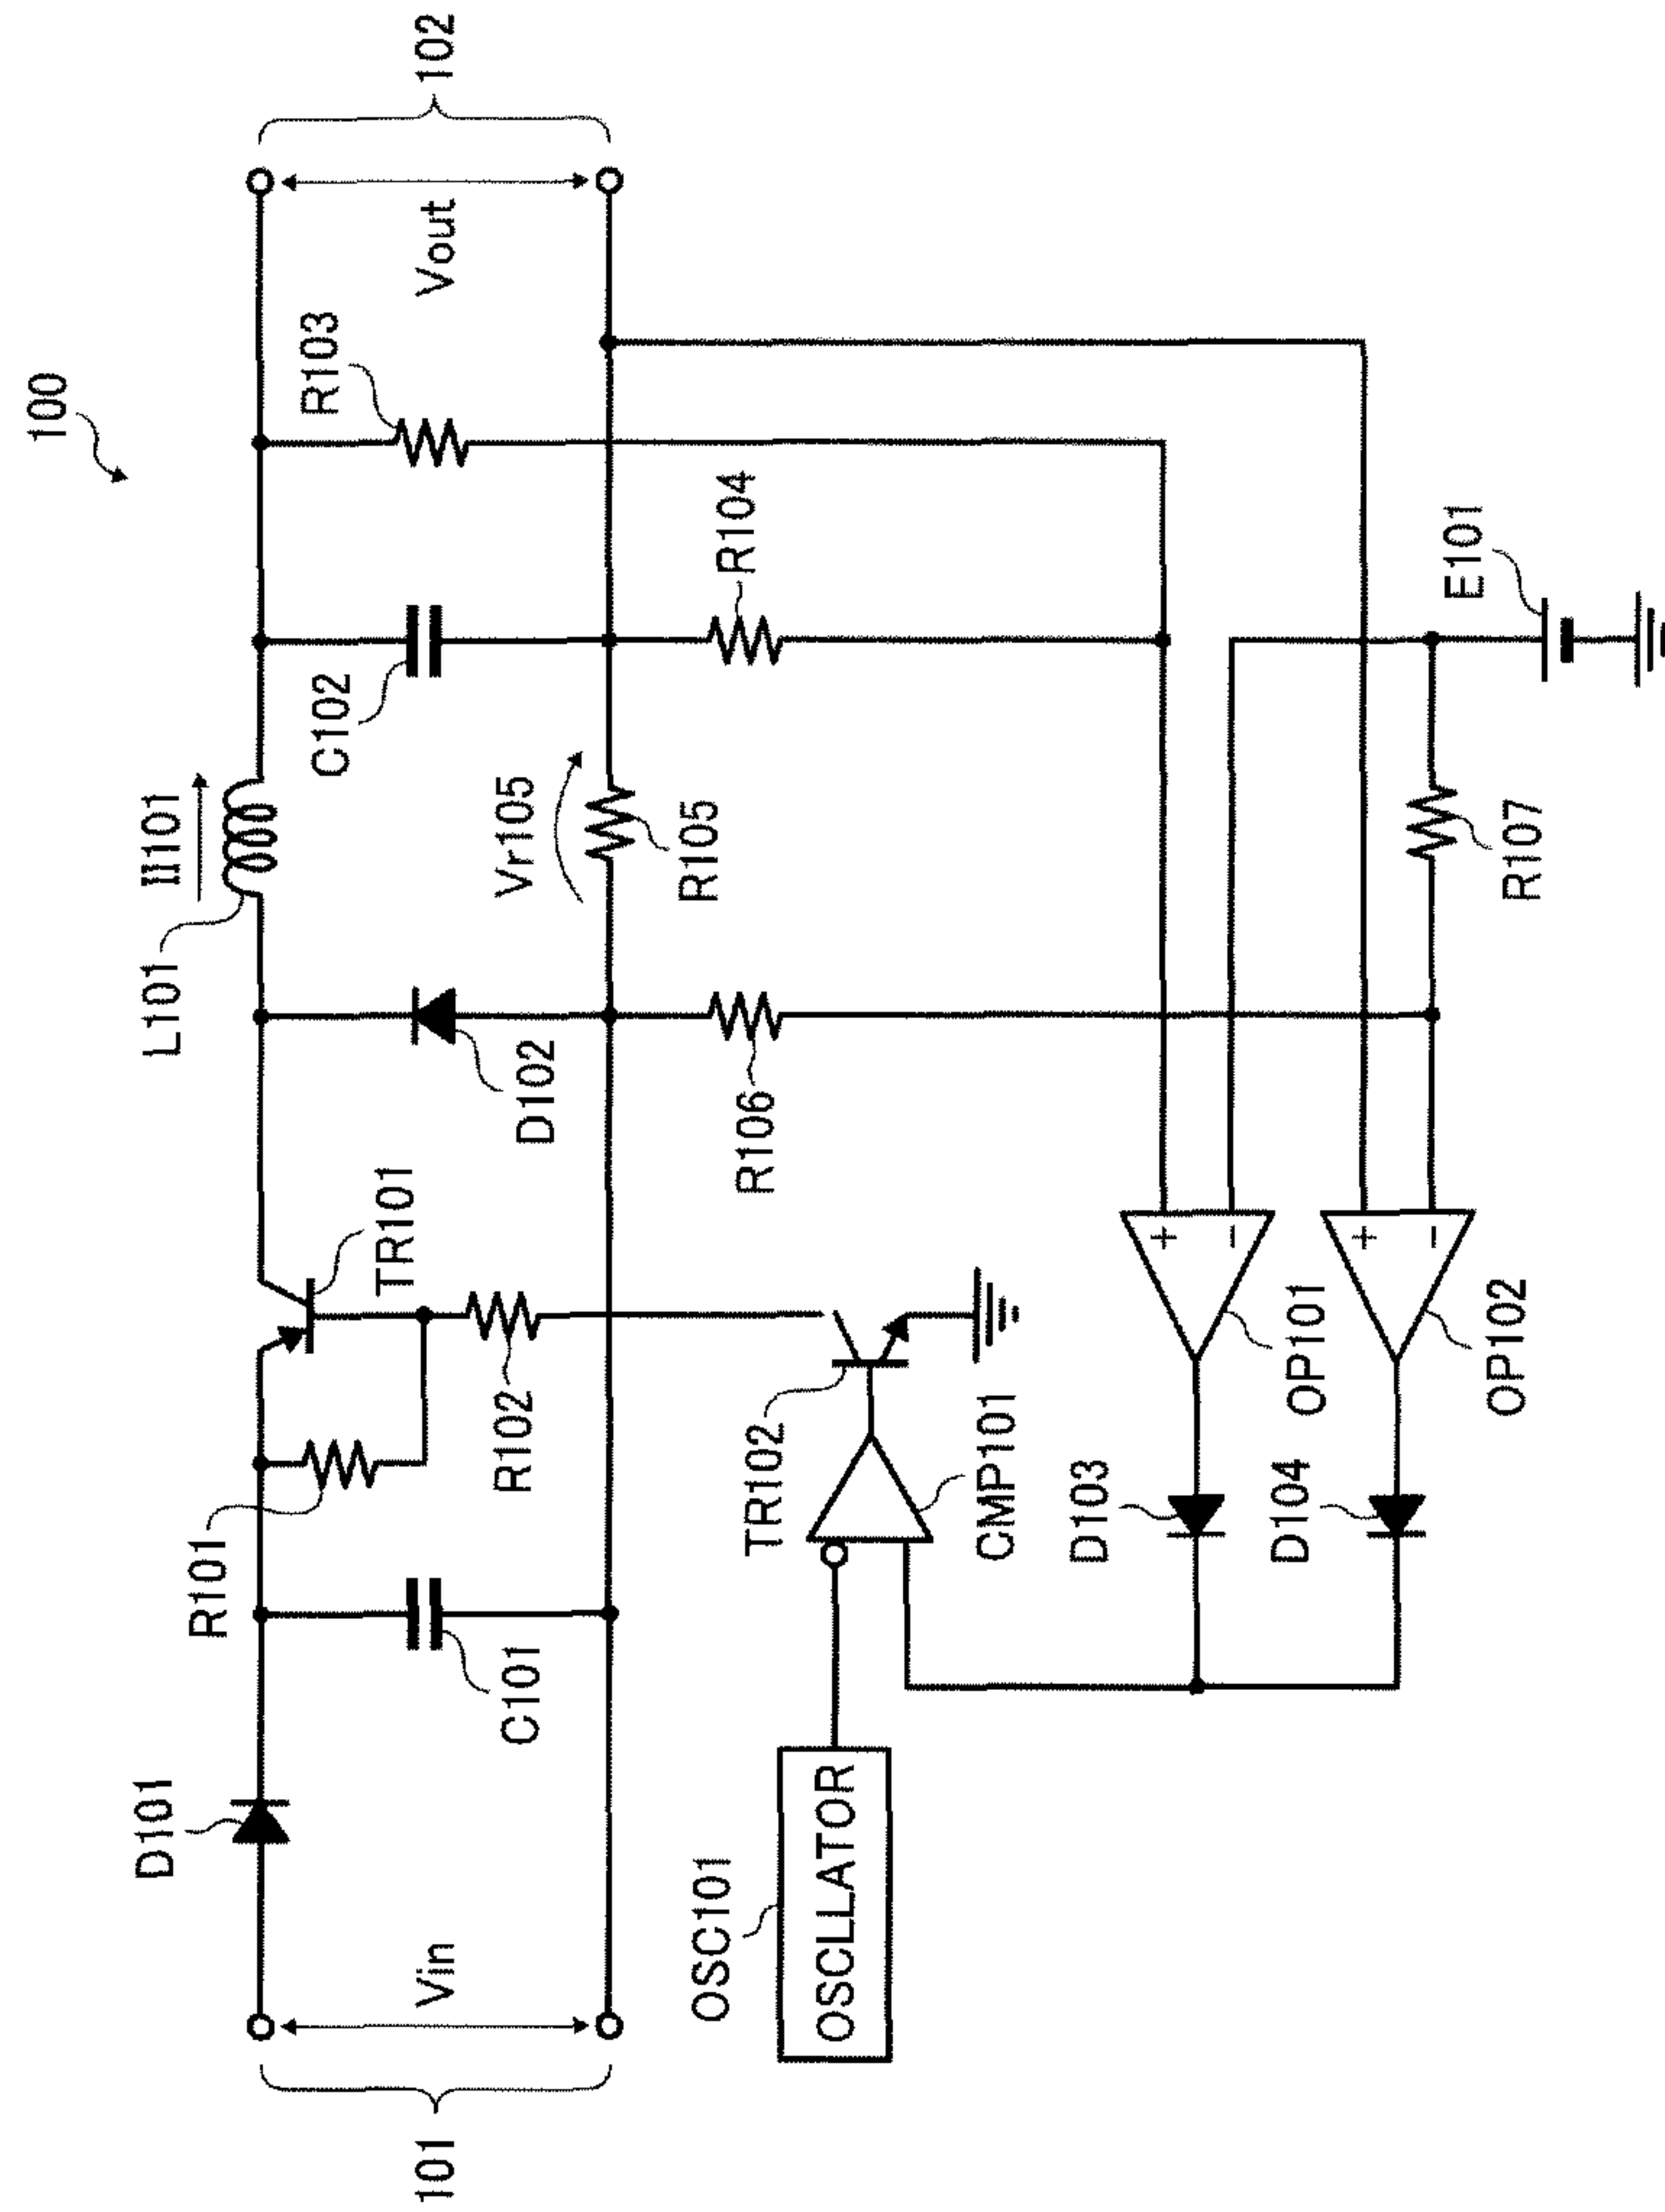 100
101
Vin
D101
C101
R101
R102
TR101
D102
L101
Il101
C102
R103
Vout
102
Vr105
R105
R104
R106
OSC101
OSCLLATOR
TR102
CMP101
D103
D104
+
−
OP101
+
−
OP102
R107
E101